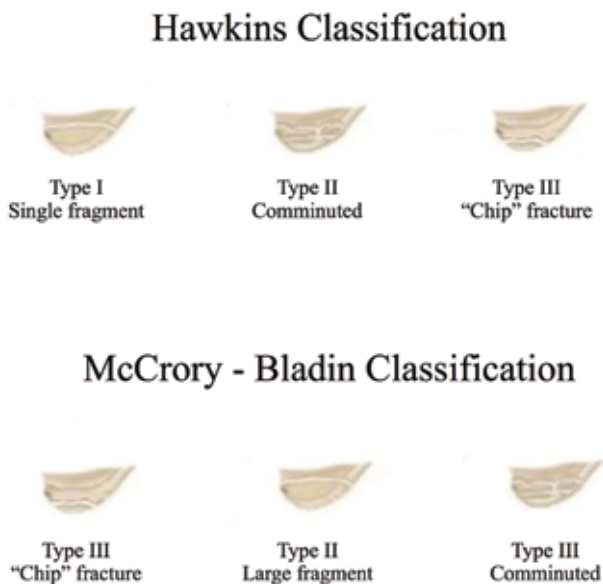 Hawkins Classification
Type I
Single fragment
Type II
Comminuted
Type III
“Chip” fracture
McCrory - Bladin Classification
Type III
“Chip” fracture
Type II
Large fragment
Type III
Comminuted